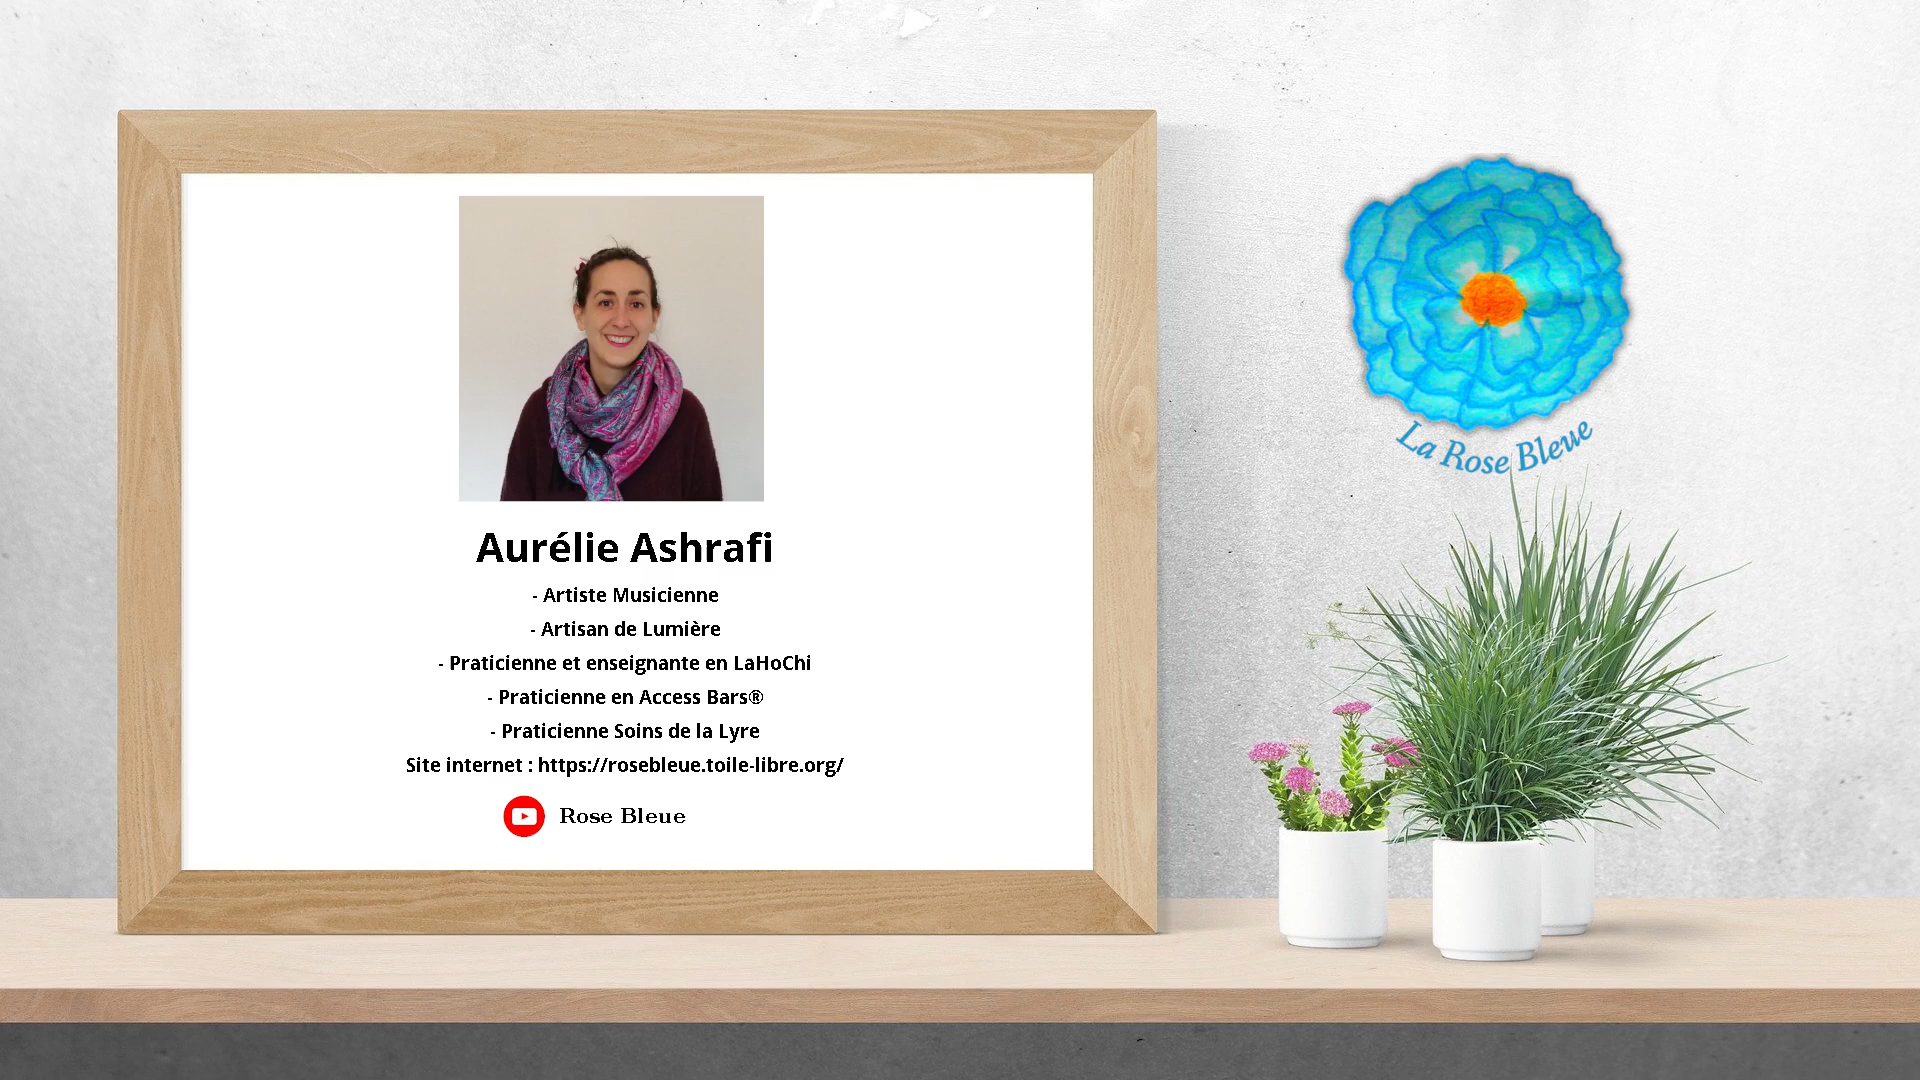 Aurélie Ashrafi
- Artiste Musicienne
- Artisan de Lumière
- Praticienne et enseignante en LaHoChi
- Praticienne en Access Bars®
- Praticienne Soins de la Lyre
Site internet : https://rosebleue.toile-libre.org/
Rose Bleue
La Rose Bleue